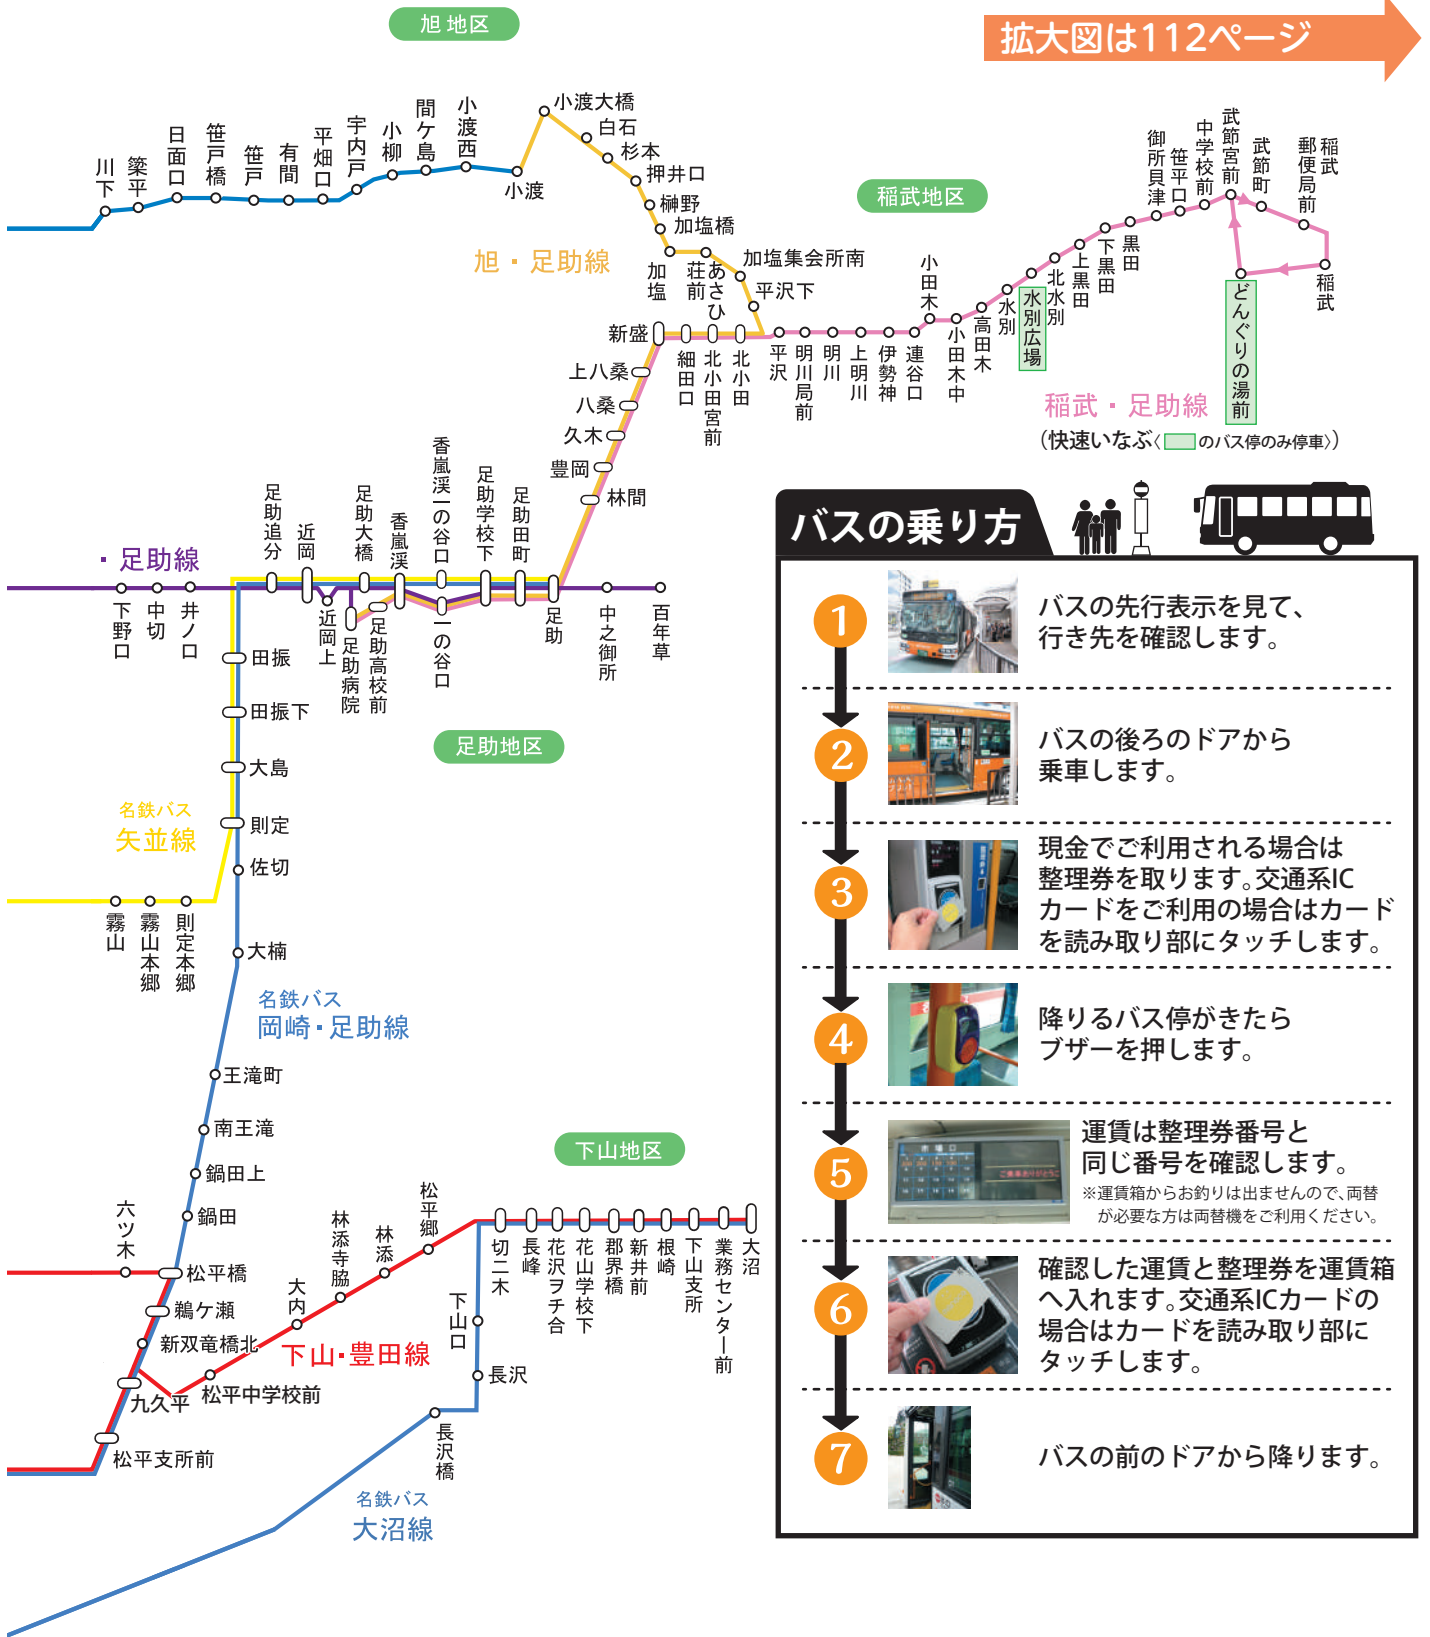 旭地区
拡大図は112ページ
川下
簗平
日面口
笹戸橋
笹戸
有間
平畑口
宇内戸
小柳
間ケ島
小渡西
小渡
小渡大橋
白石
杉本
押井口
榊野
加塩橋
加塩
あさひ荘前
加塩集会所南
平沢下
旭・足助線
稲武地区
新盛
細田口
北小田宮前
北小田
平沢
明川局前
明川
上明川
伊勢神
連谷口
小田木
小田木中
高田木
水別
水別広場
北水別
上黒田
下黒田
黒田
御所貝津
笹平口
中学校前
武節宮前
武節町
稲武郵便局前
稲武
どんぐりの湯前
稲武・足助線
(快速いなぶ〈 のバス停のみ停車〉)
上八桑
八桑
久木
豊岡
林間
・足助線
下野口
中切
井ノ口
足助追分
近岡
近岡上
足助大橋
足助病院
足助高校前
香嵐渓
香嵐渓一の谷口
一の谷口
足助学校下
足助田町
足助
中之御所
百年草
足助地区
田振
田振下
大島
則定
佐切
大楠
名鉄バス
矢並線
霧山
霧山本郷
則定本郷
名鉄バス
岡崎・足助線
王滝町
南王滝
鍋田上
鍋田
六ツ木
松平橋
鵜ケ瀬
新双竜橋北
九久平
松平支所前
松平中学校前
大内
林添寺脇
林添
松平郷
下山・豊田線
下山地区
切二木
長峰
花沢ヲチ合
花山学校下
郡界橋
新井前
根崎
下山支所
業務センター前
大沼
下山口
長沢
長沢橋
名鉄バス
大沼線
バスの乗り方
1
バスの先行表示を見て、
行き先を確認します。
2
バスの後ろのドアから
乗車します。
3
現金でご利用される場合は
整理券を取ります。交通系IC
カードをご利用の場合はカード
を読み取り部にタッチします。
4
降りるバス停がきたら
ブザーを押します。
5
運賃は整理券番号と
同じ番号を確認します。
※運賃箱からお釣りは出ませんので、両替
が必要な方は両替機をご利用ください。
6
確認した運賃と整理券を運賃箱
へ入れます。交通系ICカードの
場合はカードを読み取り部に
タッチします。
7
バスの前のドアから降ります。